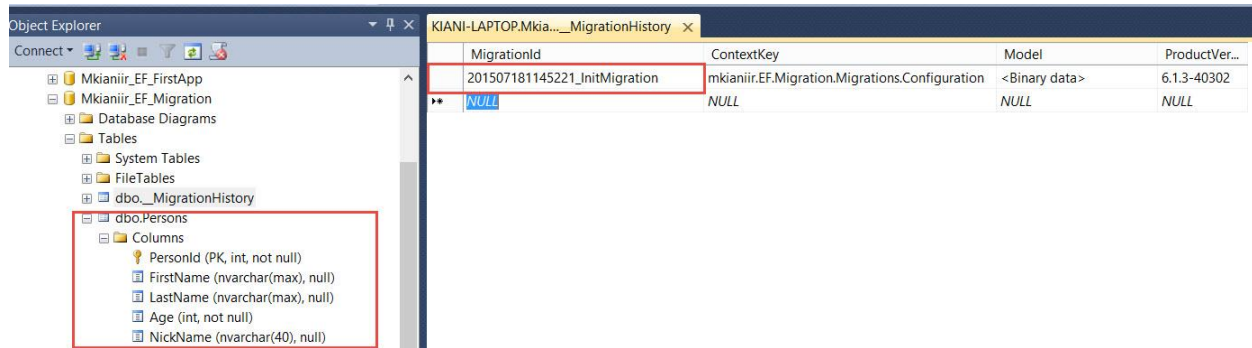 Object Explorer
Connect
Mkianiir_EF_FirstApp
Mkianiir_EF_Migration
Database Diagrams
Tables
System Tables
FileTables
dbo.__MigrationHistory
dbo.Persons
Columns
PersonId (PK, int, not null)
FirstName (nvarchar(max), null)
LastName (nvarchar(max), null)
Age (int, not null)
NickName (nvarchar(40), null)
KIANI-LAPTOP.Mkia...__MigrationHistory
MigrationId ContextKey Model ProductVer...
201507181145221_InitMigration mkianiir.EF.Migration.Migrations.Configuration <Binary data> 6.1.3-40302
NULL NULL NULL NULL